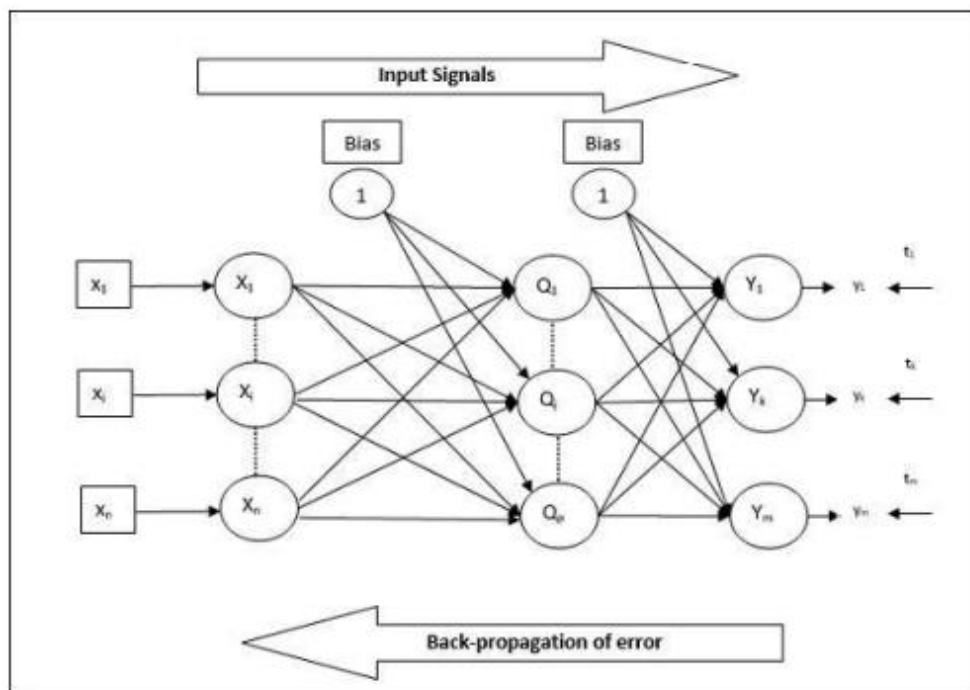 Input Signals
Bias Bias
1 1
x₁ X₁ Q₁ Y₁ y₁ t₁
xᵢ Xᵢ Qⱼ Yₖ yₖ tₖ
xₙ Xₙ Yₘ yₘ tₘ
Back-propagation of error